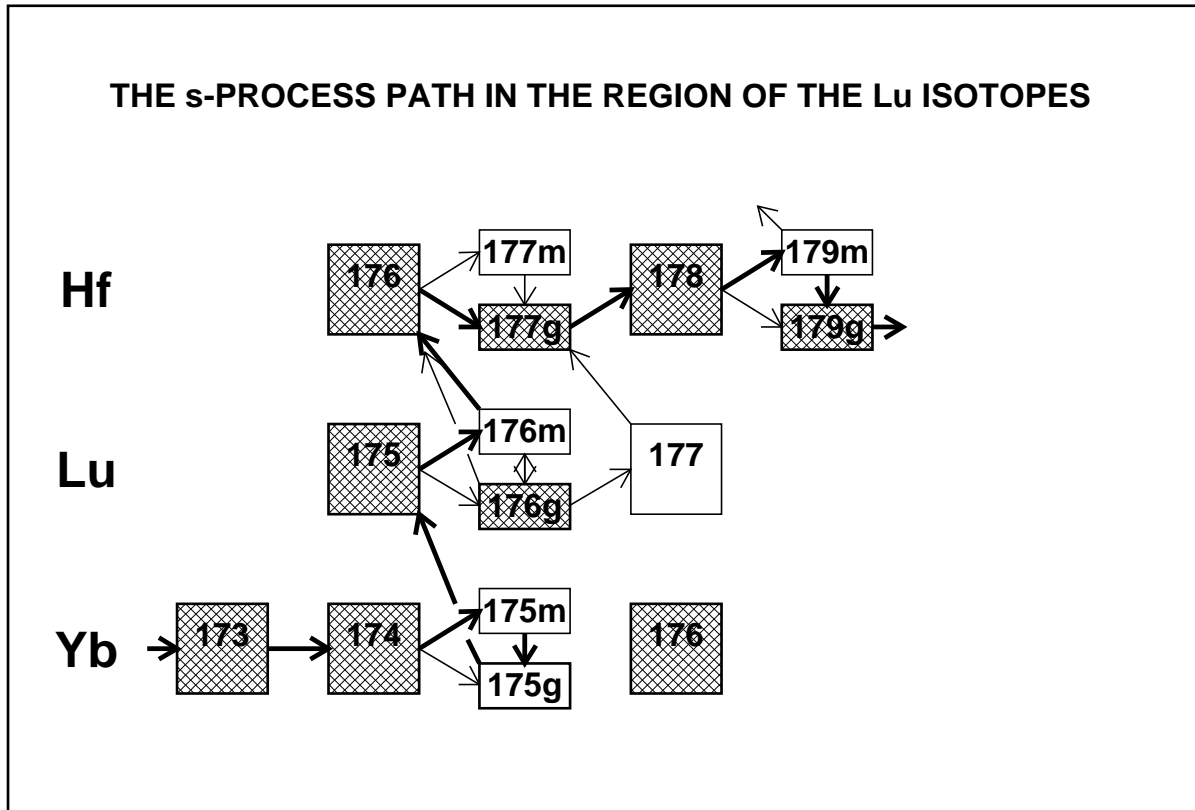 THE s-PROCESS PATH IN THE REGION OF THE Lu ISOTOPES
Hf
176
177m
177g
178
179m
179g
Lu
175
176m
176g
177
Yb
173
174
175m
175g
176